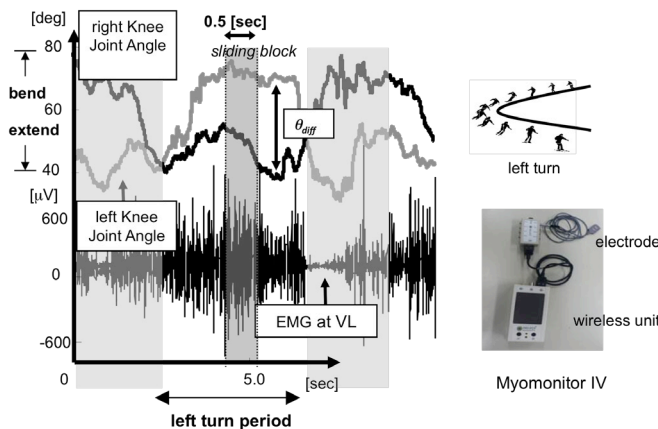 [deg]
right Knee
Joint Angle
0.5 [sec]
sliding block
80
bend
60
extend
40
θdiff
[μV]
600
left Knee
Joint Angle
0
EMG at VL
-600
0
5.0
[sec]
left turn period
left turn
electrode
wireless unit
Myomonitor IV